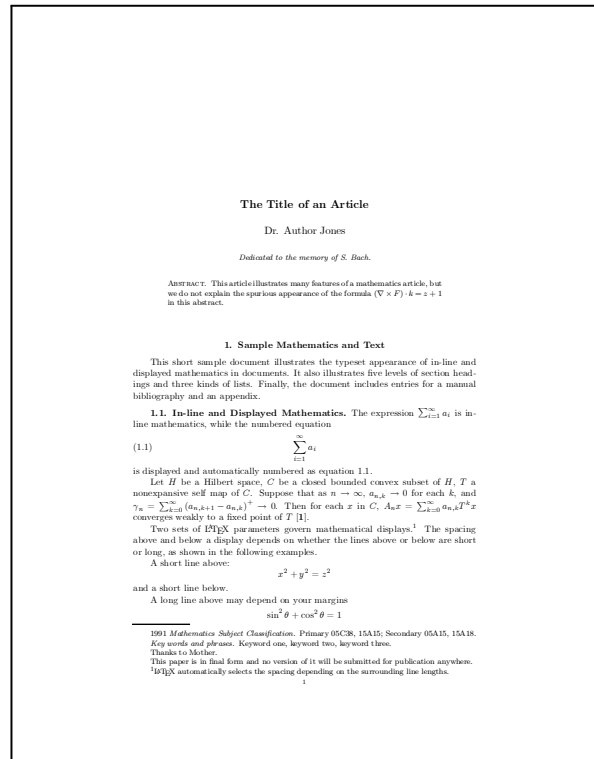 The Title of an Article
Dr. Author Jones
Dedicated to the memory of S. Bach.
Abstract. This article illustrates many features of a mathematics article, but
we do not explain the spurious appearance of the formula (∇ × F) · k = z + 1
in this abstract.
1. Sample Mathematics and Text
This short sample document illustrates the typeset appearance of in-line and
displayed mathematics in documents. It also illustrates five levels of section head-
ings and three kinds of lists. Finally, the document includes entries for a manual
bibliography and an appendix.
1.1. In-line and Displayed Mathematics. The expression ∑_{i=1}^{∞} a_i is in-
line mathematics, while the numbered equation
(1.1) ∑_{i=1}^{∞} a_i
is displayed and automatically numbered as equation 1.1.
Let H be a Hilbert space, C be a closed bounded convex subset of H, T a
nonexpansive self map of C. Suppose that as n → ∞, a_{n,k} → 0 for each k, and
γ_n = ∑_{k=0}^{∞} (a_{n,k+1} − a_{n,k})^+ → 0. Then for each x in C, A_n x = ∑_{k=0}^{∞} a_{n,k} T^k x
converges weakly to a fixed point of T [1].
Two sets of LaTeX parameters govern mathematical displays.¹ The spacing
above and below a display depends on whether the lines above or below are short
or long, as shown in the following examples.
A short line above:
x² + y² = z²
and a short line below.
A long line above may depend on your margins
sin² θ + cos² θ = 1
1991 Mathematics Subject Classification. Primary 05C38, 15A15; Secondary 05A15, 15A18.
Key words and phrases. Keyword one, keyword two, keyword three.
Thanks to Mother.
This paper is in final form and no version of it will be submitted for publication anywhere.
¹LaTeX automatically selects the spacing depending on the surrounding line lengths.
1